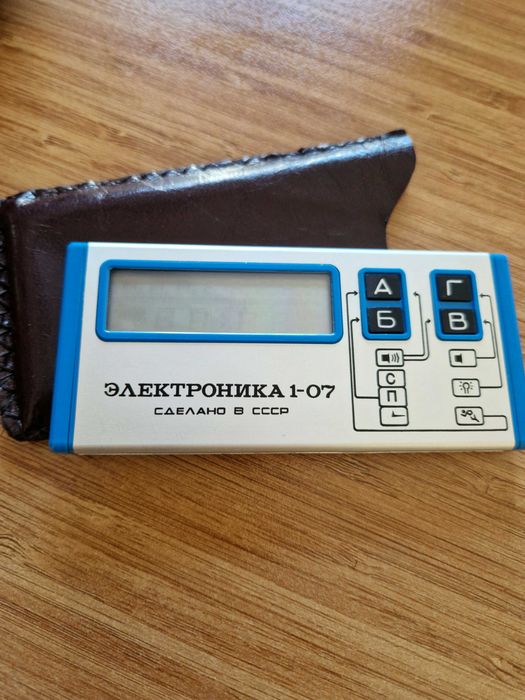 А Г
Б В
С
П
ЭЛЕКТРОНИКА 1-07
СДЕЛАНО В СССР